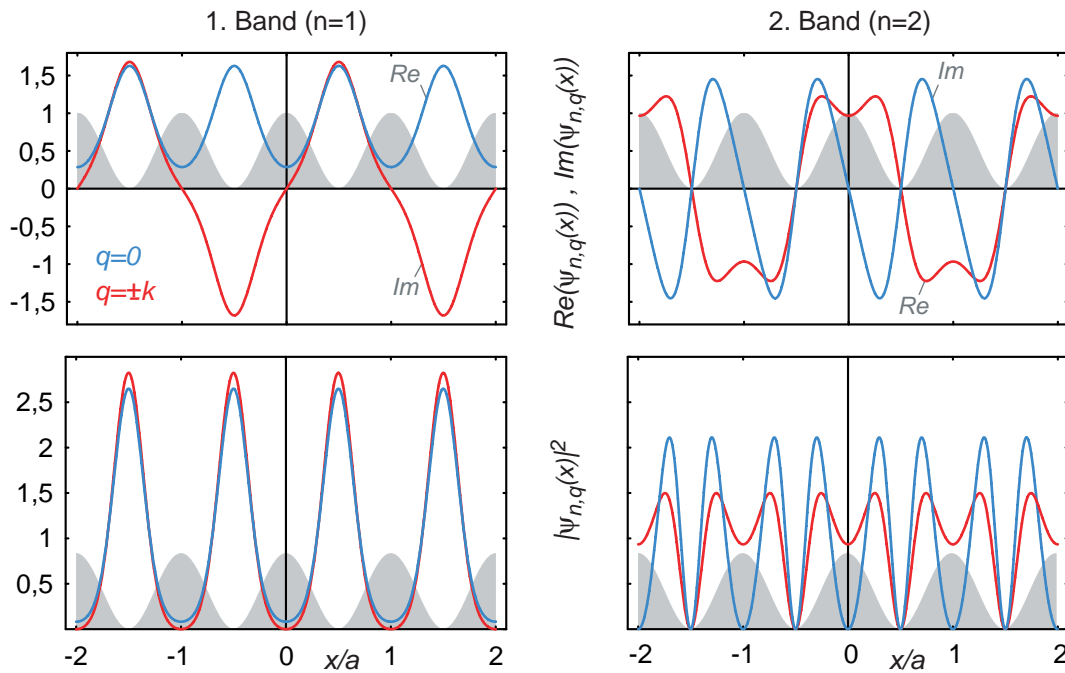 1. Band (n=1)
2. Band (n=2)
1,5
1
0,5
0
-0,5
-1
-1,5
Re
Im
q=0
q=±k
Re(ψn,q(x)) , Im(ψn,q(x))
Im
Re
2,5
2
1,5
1
0,5
-2
-1
0
x/a
1
2
|ψn,q(x)|²
-2
-1
0
x/a
1
2